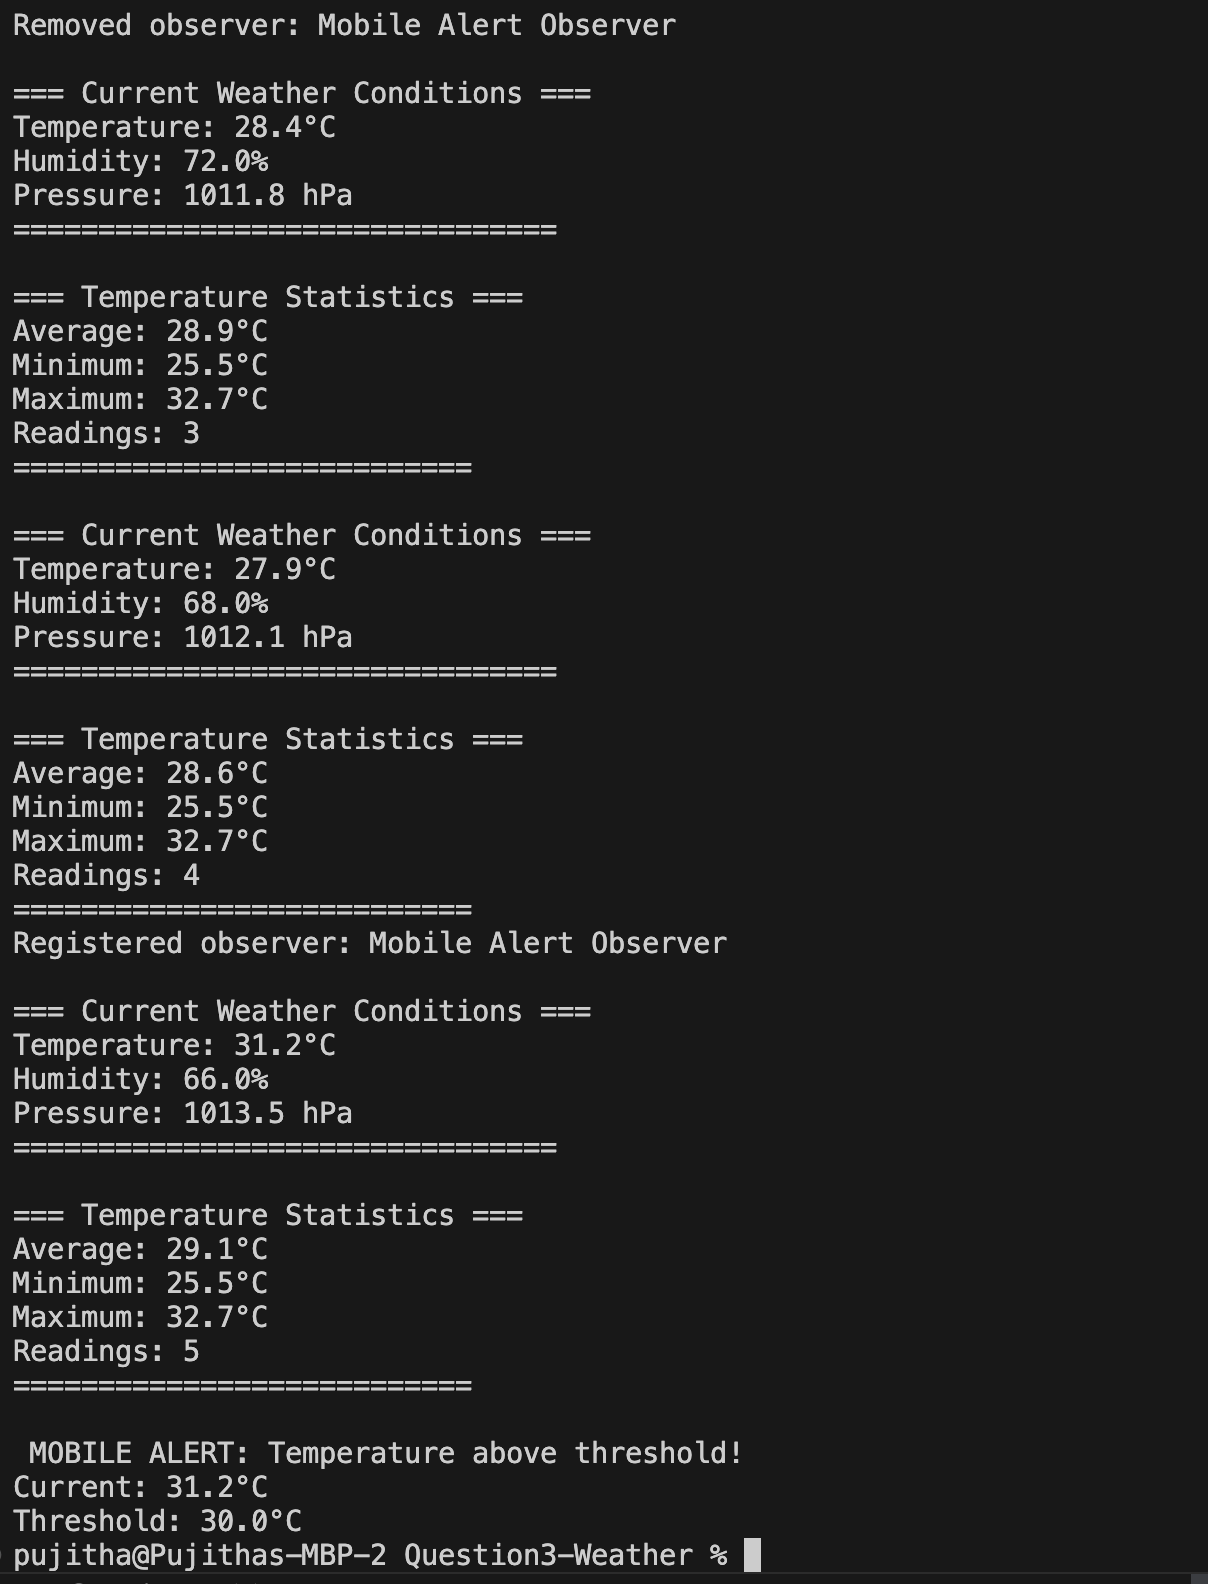 Removed observer: Mobile Alert Observer
=== Current Weather Conditions ===
Temperature: 28.4°C
Humidity: 72.0%
Pressure: 1011.8 hPa
================================
=== Temperature Statistics ===
Average: 28.9°C
Minimum: 25.5°C
Maximum: 32.7°C
Readings: 3
===========================
=== Current Weather Conditions ===
Temperature: 27.9°C
Humidity: 68.0%
Pressure: 1012.1 hPa
================================
=== Temperature Statistics ===
Average: 28.6°C
Minimum: 25.5°C
Maximum: 32.7°C
Readings: 4
===========================
Registered observer: Mobile Alert Observer
=== Current Weather Conditions ===
Temperature: 31.2°C
Humidity: 66.0%
Pressure: 1013.5 hPa
================================
=== Temperature Statistics ===
Average: 29.1°C
Minimum: 25.5°C
Maximum: 32.7°C
Readings: 5
===========================
MOBILE ALERT: Temperature above threshold!
Current: 31.2°C
Threshold: 30.0°C
pujitha@Pujithas-MBP-2 Question3-Weather %